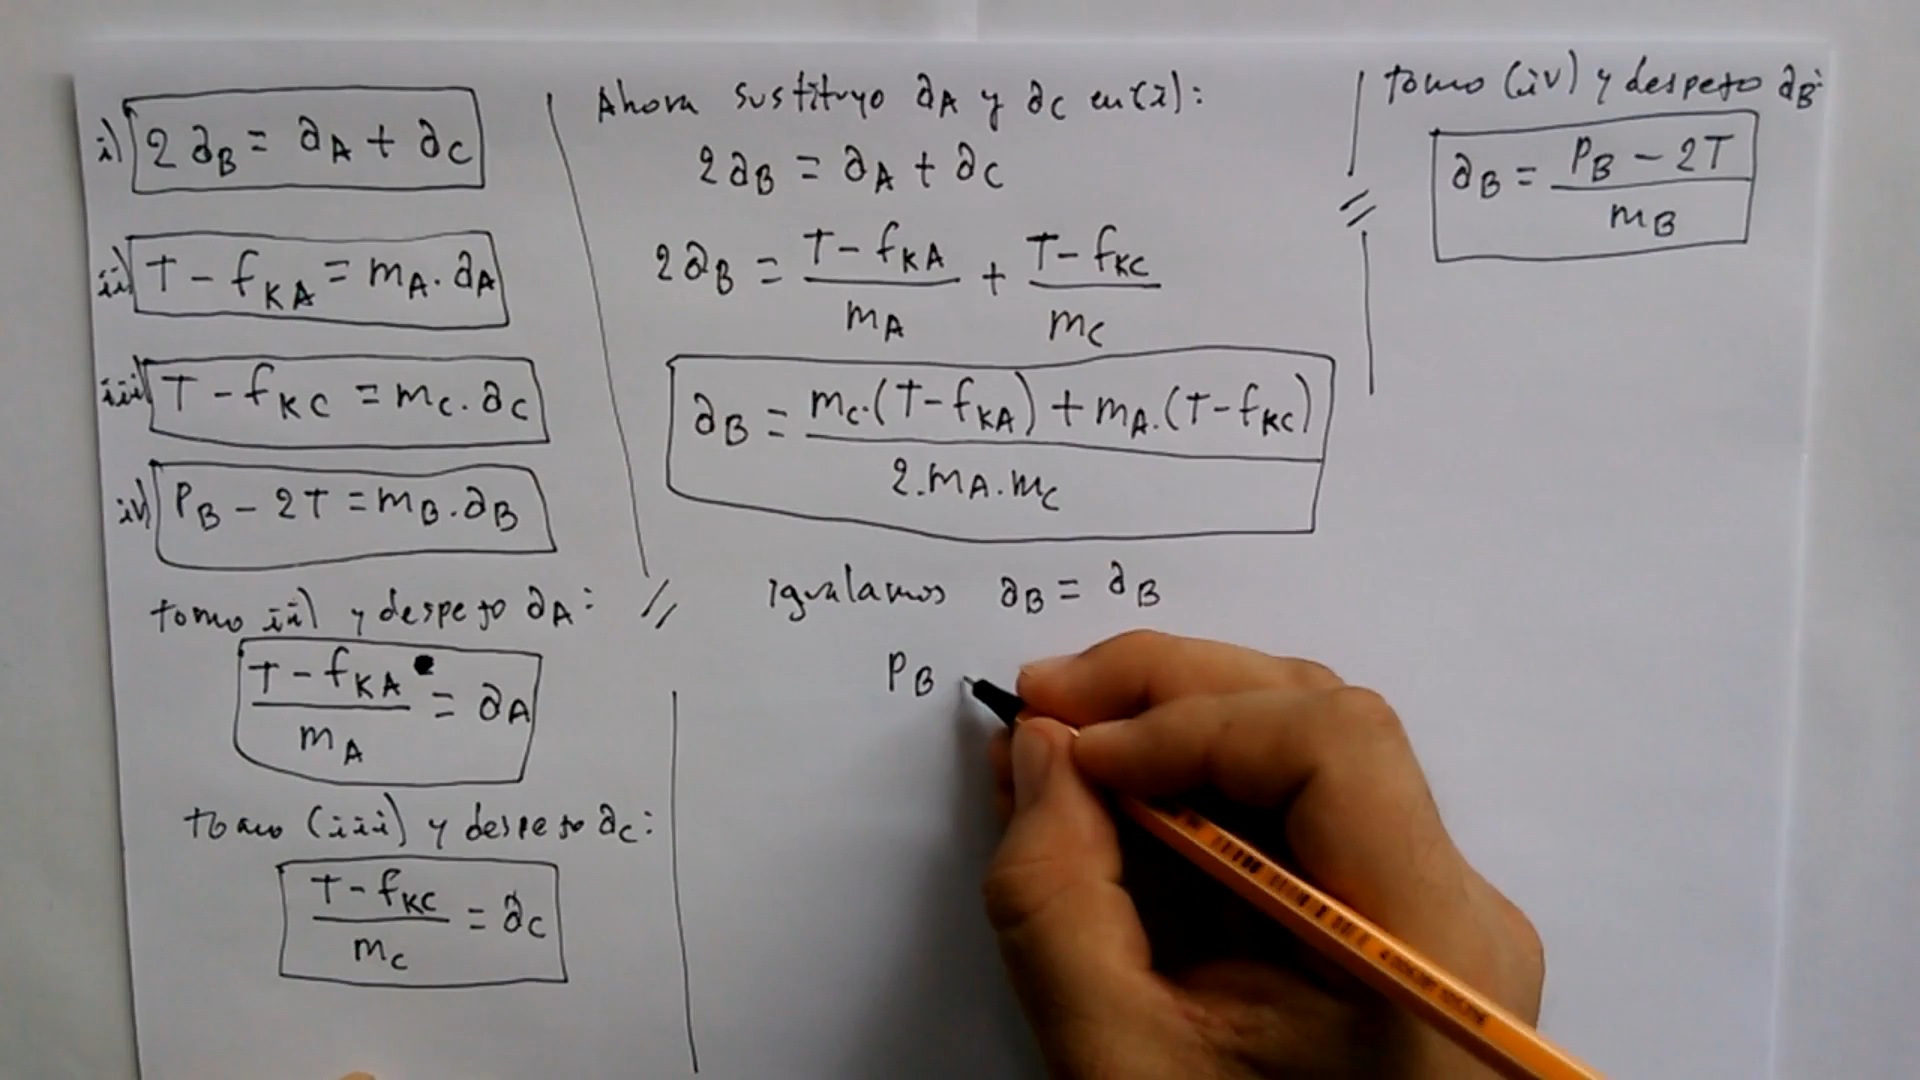 i) 2 a_B = a_A + a_C
ii) T - f_KA = m_A . a_A
iii) T - f_KC = m_C . a_C
iv) P_B - 2T = m_B . a_B
tomo ii) y despejo a_A:
T - f_KA / m_A = a_A
tomo (iii) y despejo a_C:
T - f_KC / m_C = a_C
Ahora sustituyo a_A y a_C en (i):
2 a_B = a_A + a_C
2 a_B = T - f_KA / m_A + T - f_KC / m_C
a_B = m_C.(T - f_KA) + m_A.(T - f_KC) / 2.m_A.m_C
igualamos a_B = a_B
P_B
tomo (iv) y despejo a_B:
a_B = P_B - 2T / m_B